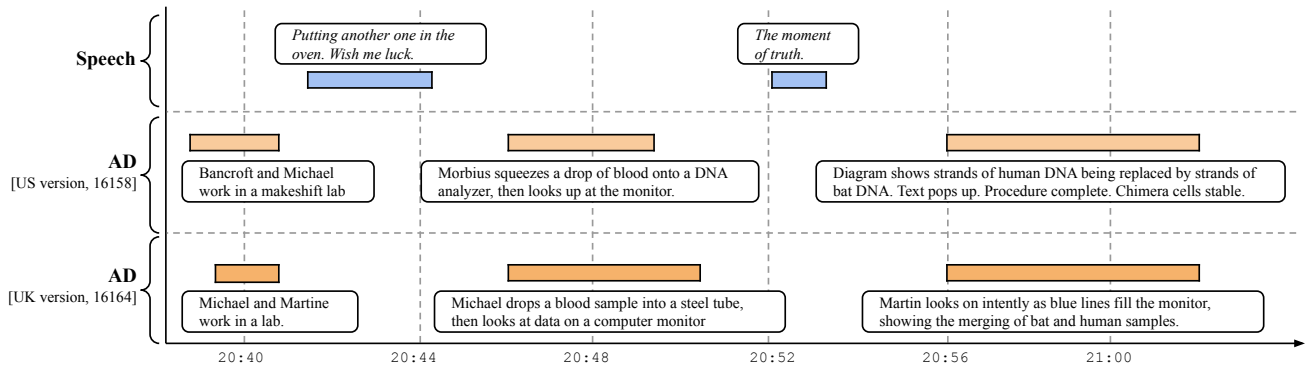 Speech
Putting another one in the
oven. Wish me luck.
The moment
of truth.
AD
[US version, 16158]
Bancroft and Michael
work in a makeshift lab
Morbius squeezes a drop of blood onto a DNA
analyzer, then looks up at the monitor.
Diagram shows strands of human DNA being replaced by strands of
bat DNA. Text pops up. Procedure complete. Chimera cells stable.
AD
[UK version, 16164]
Michael and Martine
work in a lab.
Michael drops a blood sample into a steel tube,
then looks at data on a computer monitor
Martin looks on intently as blue lines fill the monitor,
showing the merging of bat and human samples.
20:40 20:44 20:48 20:52 20:56 21:00